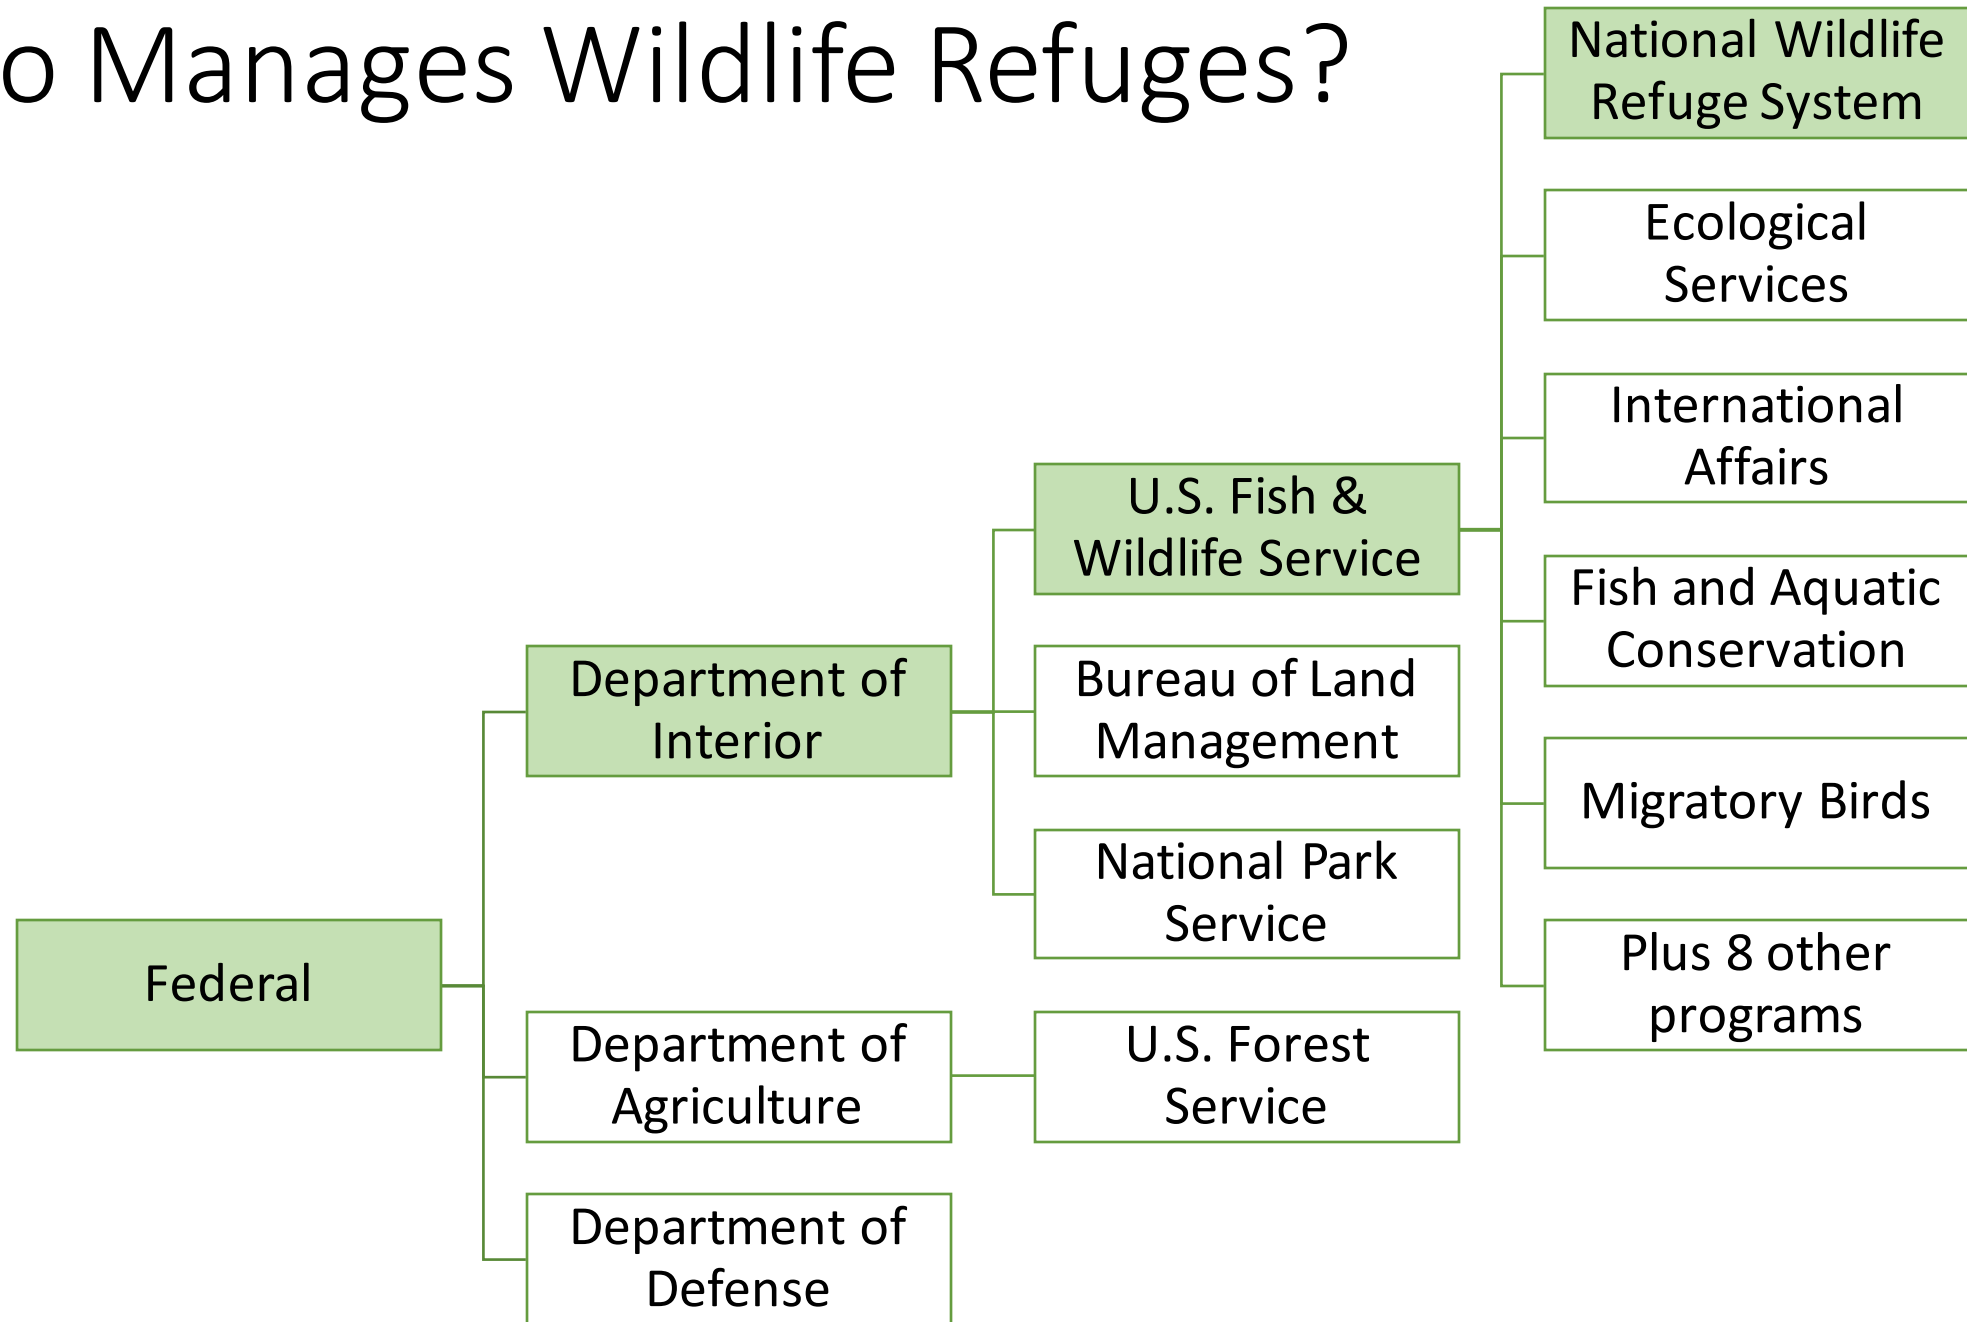 o Manages Wildlife Refuges?
National Wildlife
Refuge System
Ecological
Services
International
Affairs
U.S. Fish &
Wildlife Service
Fish and Aquatic
Conservation
Department of
Interior
Bureau of Land
Management
Migratory Birds
National Park
Service
Federal
Plus 8 other
programs
Department of
Agriculture
U.S. Forest
Service
Department of
Defense